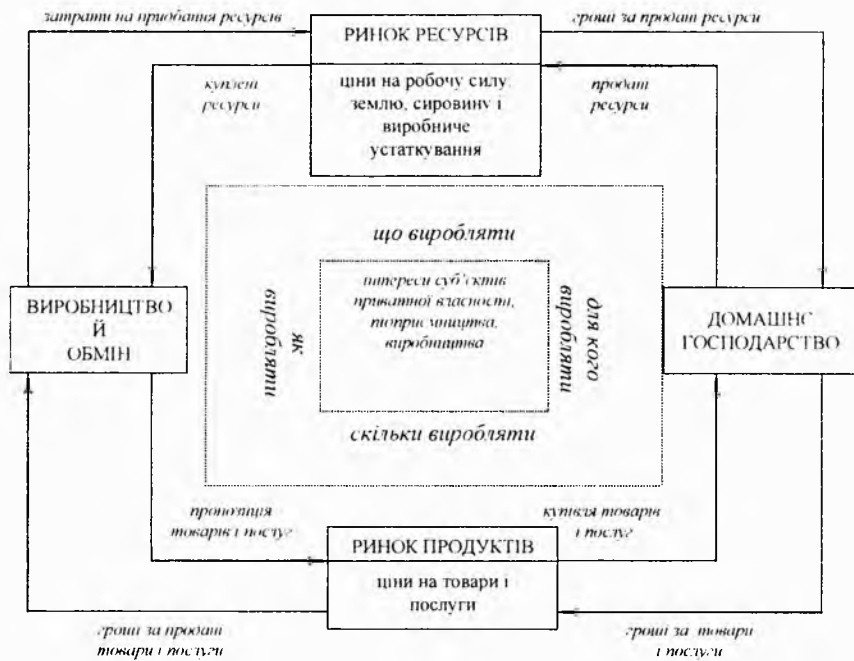 затрати на придбання ресурсів
гроші за продані ресурси
РИНОК РЕСУРСІВ
ціни на робочу силу,
землю, сировину і
виробниче
устаткування
куплені
ресурси
продані
ресурси
що виробляти
інтереси суб'єктів
приватної власності,
підприємництва,
виробництва
як
виробляти
для кого
виробляти
скільки виробляти
ВИРОБНИЦТВО
Й
ОБМІН
ДОМАШНЄ
ГОСПОДАРСТВО
пропозиція
товарів і послуг
купівля товарів
і послуг
РИНОК ПРОДУКТІВ
ціни на товари і
послуги
гроші за продані
товари і послуги
гроші за товари
і послуги